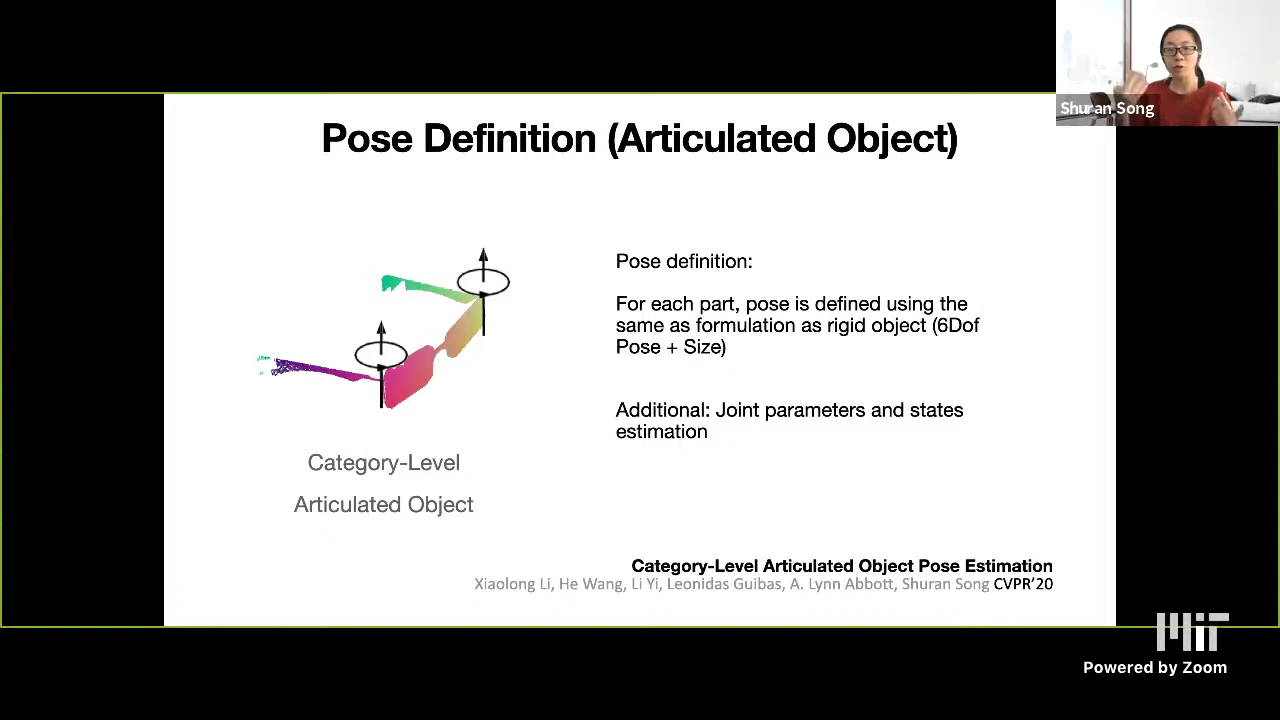 Shuran Song
Pose Definition (Articulated Object)
Pose definition:
For each part, pose is defined using the
same as formulation as rigid object (6Dof
Pose + Size)
Additional: Joint parameters and states
estimation
Category-Level
Articulated Object
Category-Level Articulated Object Pose Estimation
Xiaolong Li, He Wang, Li Yi, Leonidas Guibas, A. Lynn Abbott, Shuran Song CVPR'20
MIT
Powered by Zoom